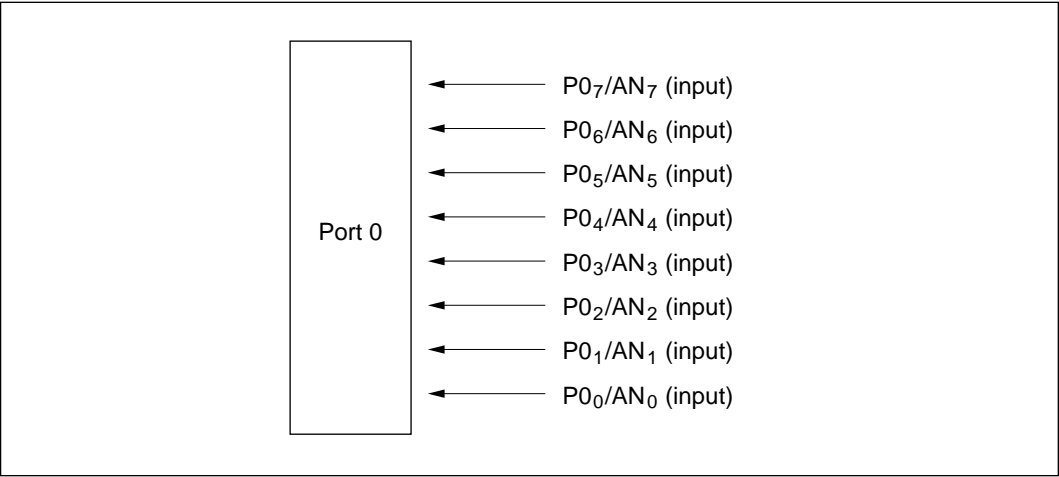 P0₇/AN₇ (input)
P0₆/AN₆ (input)
P0₅/AN₅ (input)
P0₄/AN₄ (input)
Port 0
P0₃/AN₃ (input)
P0₂/AN₂ (input)
P0₁/AN₁ (input)
P0₀/AN₀ (input)